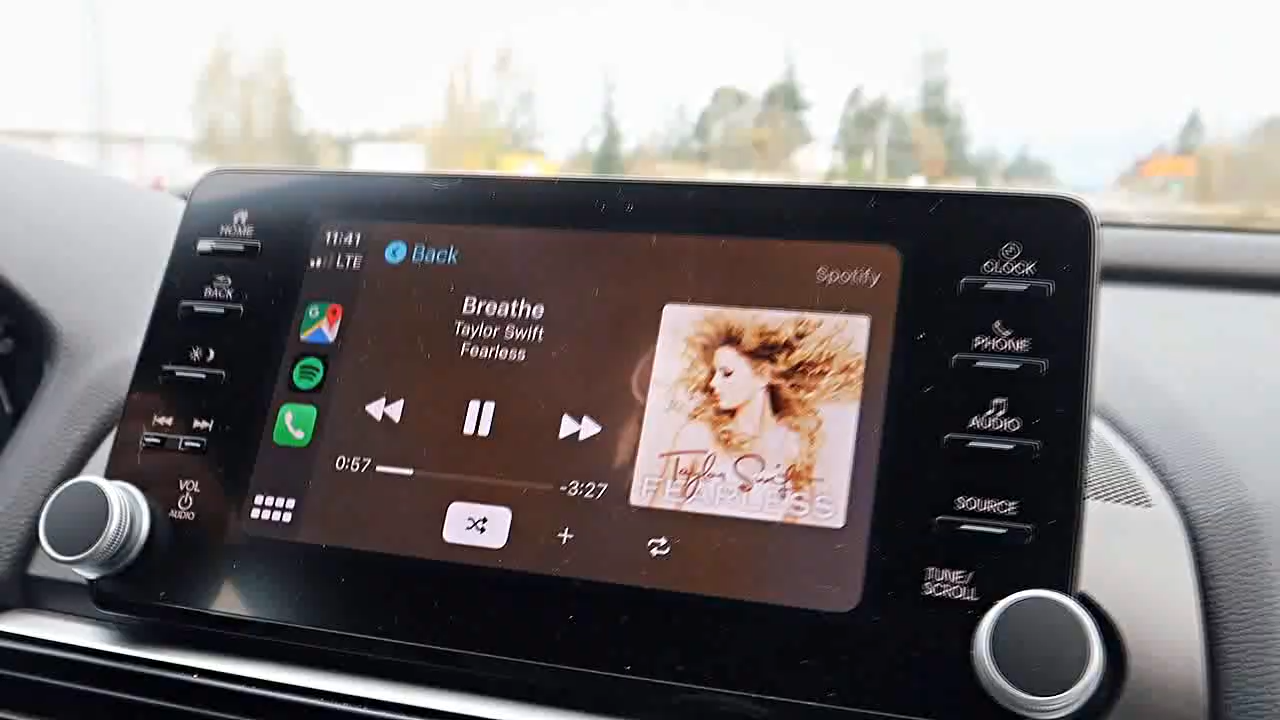 HOME
BACK
VOL
AUDIO
11:41
LTE
Back
Spotify
Breathe
Taylor Swift
Fearless
0:57
-3:27
G
Taylor Swift
FEARLESS
CLOCK
PHONE
AUDIO
SOURCE
TUNE/
SCROLL